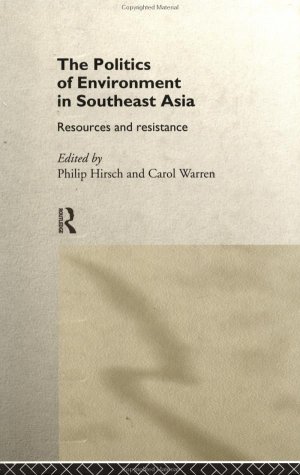 Copyrighted Material
The Politics
of Environment
in Southeast Asia
Resources and resistance
Edited by
Philip Hirsch and Carol Warren
ROUTLEDGE
Copyrighted Material